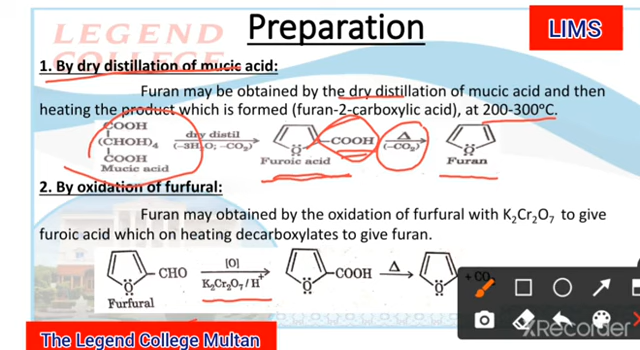 LEGEND
COLLEGE
Preparation
LIMS
1. By dry distillation of mucic acid:
Furan may be obtained by the dry distillation of mucic acid and then
heating the product which is formed (furan-2-carboxylic acid), at 200-300°C.
COOH
(CHOH)₄
COOH
Mucic acid
dry distil
(–3H₂O; –CO₂)
COOH
Furoic acid
Δ
(–CO₂)
Furan
2. By oxidation of furfural:
Furan may obtained by the oxidation of furfural with K₂Cr₂O₇ to give
furoic acid which on heating decarboxylates to give furan.
CHO
Furfural
[O]
K₂Cr₂O₇/H⁺
COOH
Δ
+ CO
The Legend College Multan
XRecorder